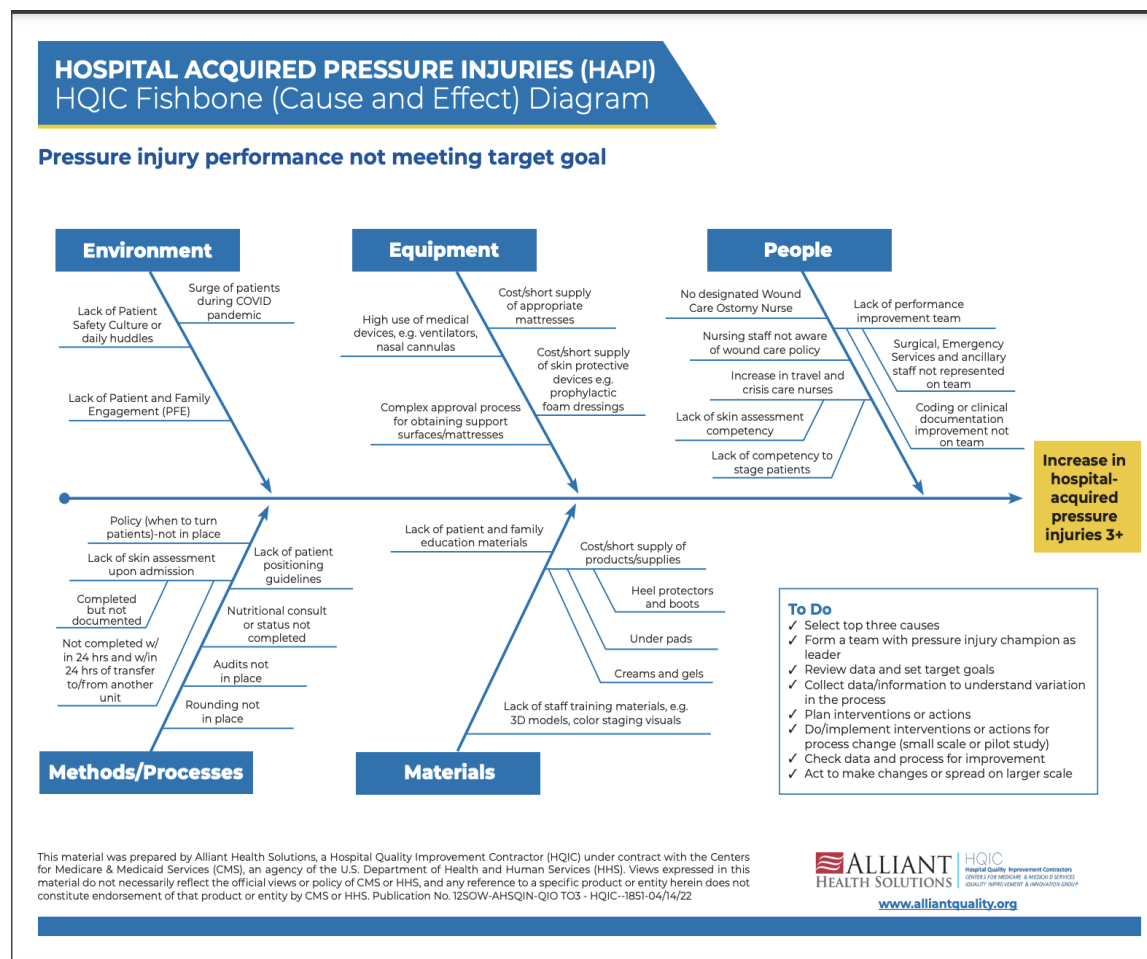 HOSPITAL ACQUIRED PRESSURE INJURIES (HAPI)
HQIC Fishbone (Cause and Effect) Diagram
Pressure injury performance not meeting target goal
Environment
Surge of patients
during COVID
pandemic
Lack of Patient
Safety Culture or
daily huddles
Lack of Patient and Family
Engagement (PFE)
Equipment
Cost/short supply
of appropriate
mattresses
High use of medical
devices, e.g. ventilators,
nasal cannulas
Cost/short supply
of skin protective
devices e.g.
prophylactic
foam dressings
Complex approval process
for obtaining support
surfaces/mattresses
People
No designated Wound
Care Ostomy Nurse
Lack of performance
improvement team
Nursing staff not aware
of wound care policy
Surgical, Emergency
Services and ancillary
staff not represented
on team
Increase in travel and
crisis care nurses
Lack of skin assessment
competency
Coding or clinical
documentation
improvement not
on team
Lack of competency to
stage patients
Increase in
hospital-
acquired
pressure
injuries 3+
Policy (when to turn
patients)-not in place
Lack of skin assessment
upon admission
Lack of patient
positioning
guidelines
Completed
but not
documented
Nutritional consult
or status not
completed
Not completed w/
in 24 hrs and w/in
24 hrs of transfer
to/from another
unit
Audits not
in place
Rounding not
in place
Methods/Processes
Lack of patient and family
education materials
Cost/short supply of
products/supplies
Heel protectors
and boots
Under pads
Creams and gels
Lack of staff training materials, e.g.
3D models, color staging visuals
Materials
To Do
✓ Select top three causes
✓ Form a team with pressure injury champion as
leader
✓ Review data and set target goals
✓ Collect data/information to understand variation
in the process
✓ Plan interventions or actions
✓ Do/implement interventions or actions for
process change (small scale or pilot study)
✓ Check data and process for improvement
✓ Act to make changes or spread on larger scale
This material was prepared by Alliant Health Solutions, a Hospital Quality Improvement Contractor (HQIC) under contract with the Centers
for Medicare & Medicaid Services (CMS), an agency of the U.S. Department of Health and Human Services (HHS). Views expressed in this
material do not necessarily reflect the official views or policy of CMS or HHS, and any reference to a specific product or entity herein does not
constitute endorsement of that product or entity by CMS or HHS. Publication No. 12SOW-AHSQIN-QIO TO3 - HQIC--1851-04/14/22
ALLIANT
HEALTH SOLUTIONS
HQIC
Hospital Quality Improvement Contractors
CENTERS FOR MEDICARE & MEDICAID SERVICES
iQUALITY IMPROVEMENT & INNOVATION GROUP
www.alliantquality.org